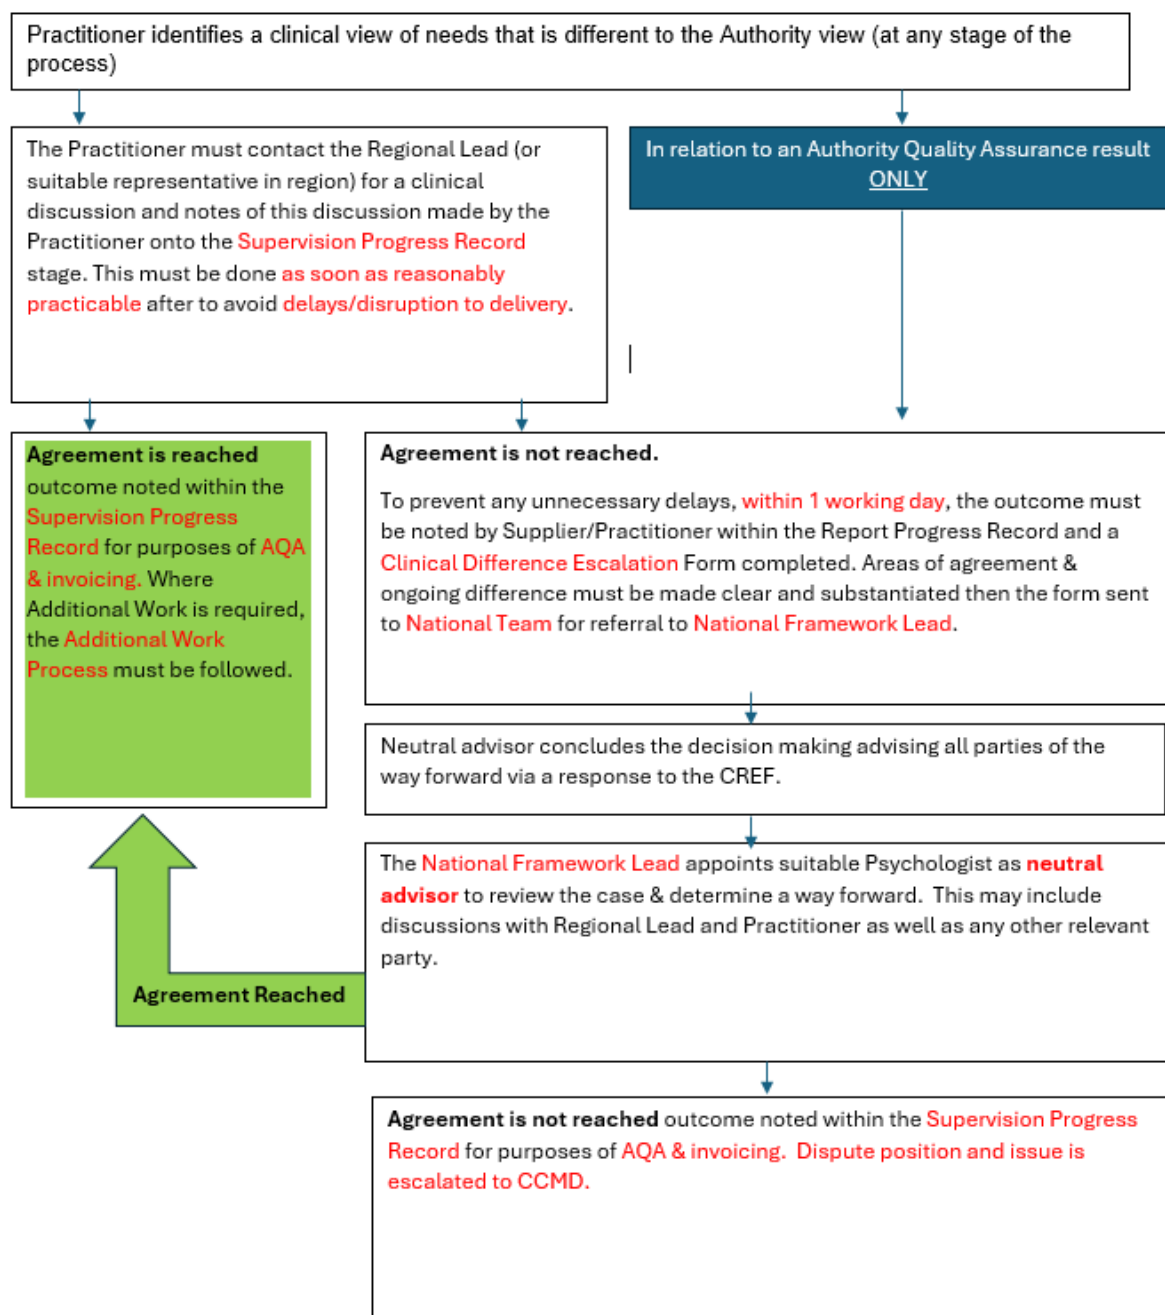 Practitioner identifies a clinical view of needs that is different to the Authority view (at any stage of the
process)
The Practitioner must contact the Regional Lead (or
suitable representative in region) for a clinical
discussion and notes of this discussion made by the
Practitioner onto the Supervision Progress Record
stage. This must be done as soon as reasonably
practicable after to avoid delays/disruption to delivery.
In relation to an Authority Quality Assurance result
ONLY
Agreement is reached
outcome noted within the
Supervision Progress
Record for purposes of AQA
& invoicing. Where
Additional Work is required,
the Additional Work
Process must be followed.
Agreement is not reached.
To prevent any unnecessary delays, within 1 working day, the outcome must
be noted by Supplier/Practitioner within the Report Progress Record and a
Clinical Difference Escalation Form completed. Areas of agreement &
ongoing difference must be made clear and substantiated then the form sent
to National Team for referral to National Framework Lead.
Neutral advisor concludes the decision making advising all parties of the
way forward via a response to the CREF.
The National Framework Lead appoints suitable Psychologist as neutral
advisor to review the case & determine a way forward. This may include
discussions with Regional Lead and Practitioner as well as any other relevant
party.
Agreement Reached
Agreement is not reached outcome noted within the Supervision Progress
Record for purposes of AQA & invoicing. Dispute position and issue is
escalated to CCMD.